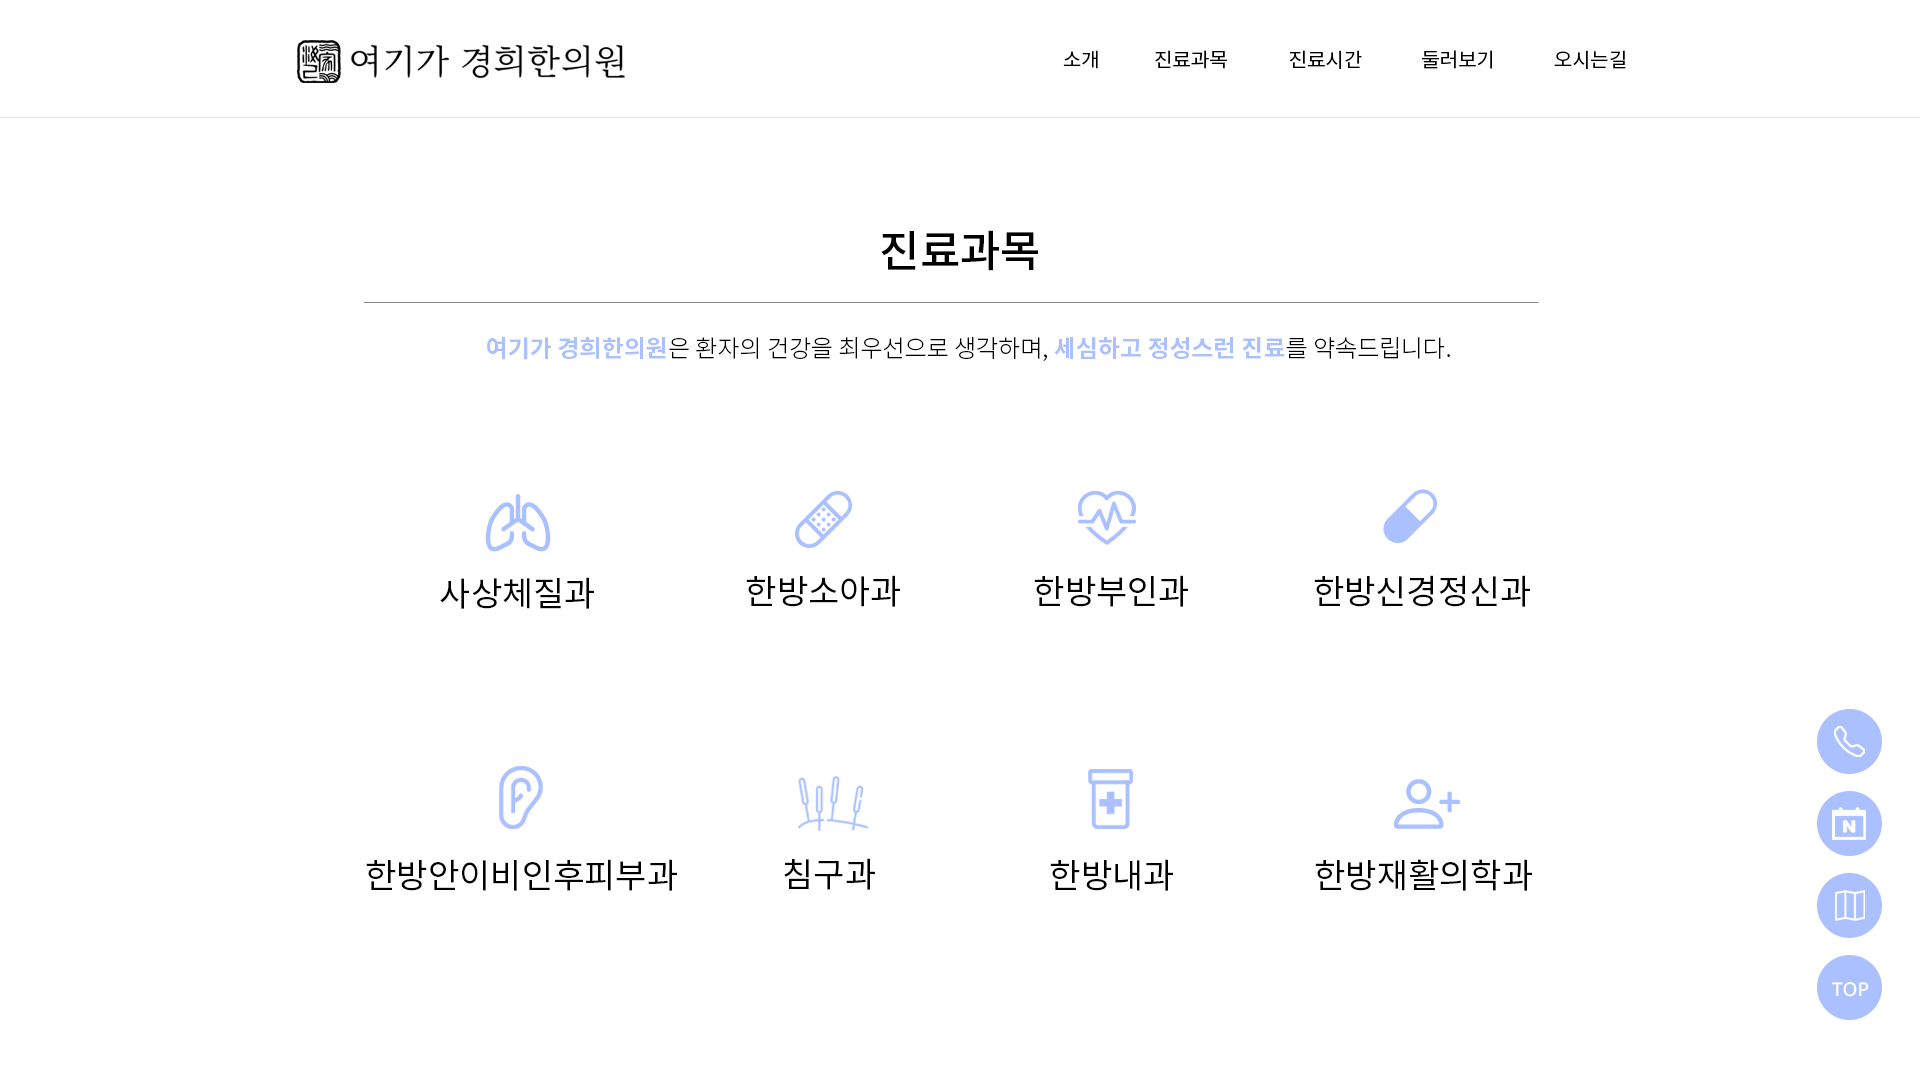 여기가 경희한의원
소개 진료과목 진료시간 둘러보기 오시는길
진료과목
여기가 경희한의원은 환자의 건강을 최우선으로 생각하며, 세심하고 정성스런 진료를 약속드립니다.
사상체질과 한방소아과 한방부인과 한방신경정신과
한방안이비인후피부과 침구과 한방내과 한방재활의학과
N
TOP